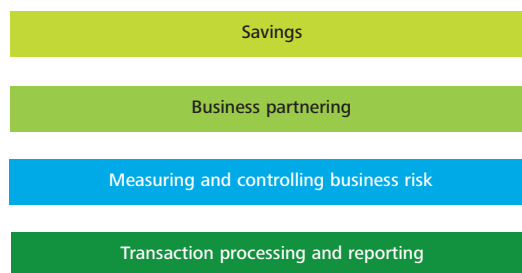 Savings
Business partnering
Measuring and controlling business risk
Transaction processing and reporting